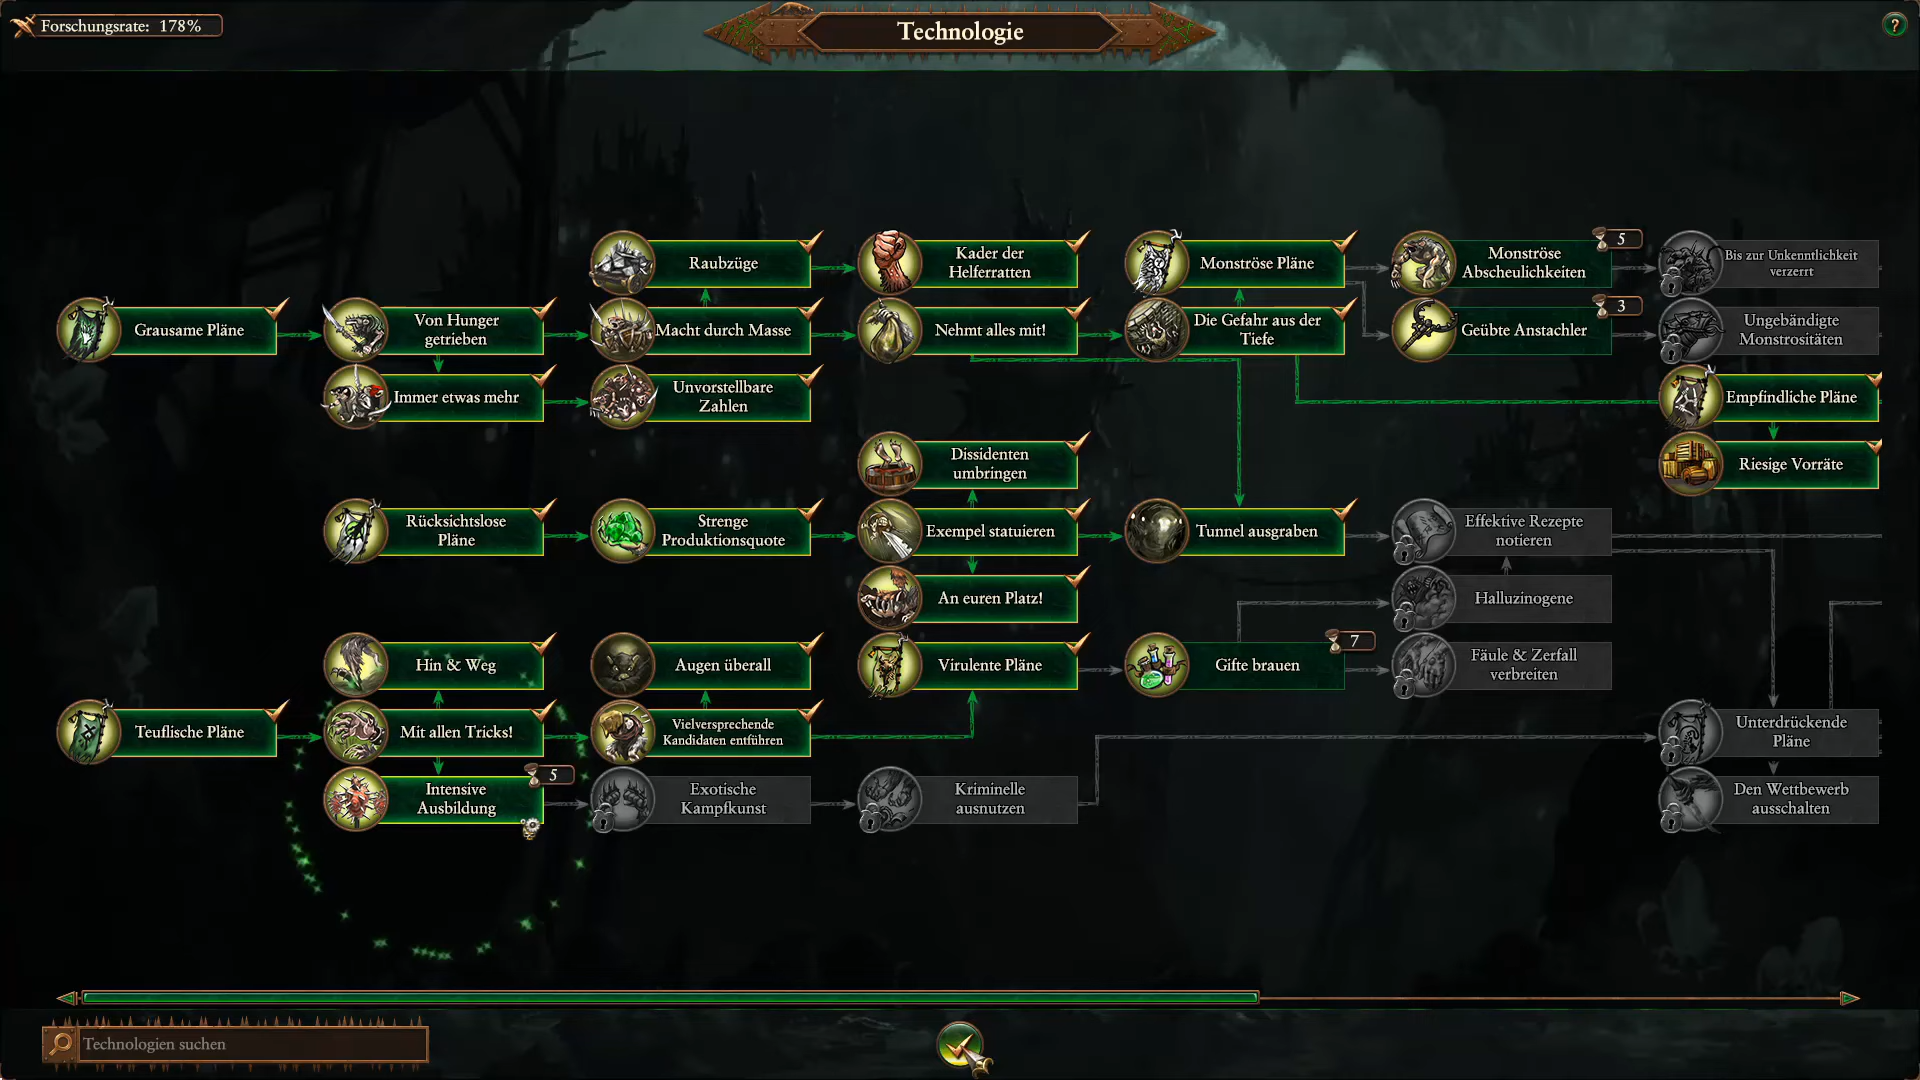 Forschungsrate: 178%
Technologie
?
Raubzüge
Kader der
Helferratten
Monströse Pläne
Monströse
Abscheulichkeiten
5
Bis zur Unkenntlichkeit
verzerrt
Grausame Pläne
Von Hunger
getrieben
Macht durch Masse
Nehmt alles mit!
Die Gefahr aus der
Tiefe
Geübte Anstachler
3
Ungebändigte
Monstrositäten
Immer etwas mehr
Unvorstellbare
Zahlen
Empfindliche Pläne
Dissidenten
umbringen
Riesige Vorräte
Rücksichtslose
Pläne
Strenge
Produktionsquote
Exempel statuieren
Tunnel ausgraben
Effektive Rezepte
notieren
An euren Platz!
Halluzinogene
Hin & Weg
Augen überall
Virulente Pläne
Gifte brauen
7
Fäule & Zerfall
verbreiten
Teuflische Pläne
Mit allen Tricks!
Vielversprechende
Kandidaten entführen
Unterdrückende
Pläne
Intensive
Ausbildung
5
Exotische
Kampfkunst
Kriminelle
ausnutzen
Den Wettbewerb
ausschalten
Technologien suchen